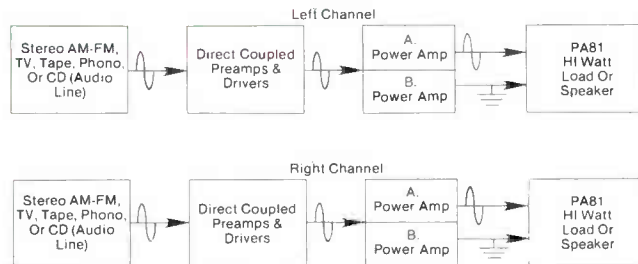 Left Channel
Stereo AM-FM,
TV, Tape, Phono,
Or CD (Audio
Line)
Direct Coupled
Preamps &
Drivers
A.
Power Amp
B.
Power Amp
PA81
HI Watt
Load Or
Speaker
Right Channel
Stereo AM-FM,
TV, Tape, Phono,
Or CD (Audio
Line)
Direct Coupled
Preamps &
Drivers
A.
Power Amp
B.
Power Amp
PA81
HI Watt
Load Or
Speaker